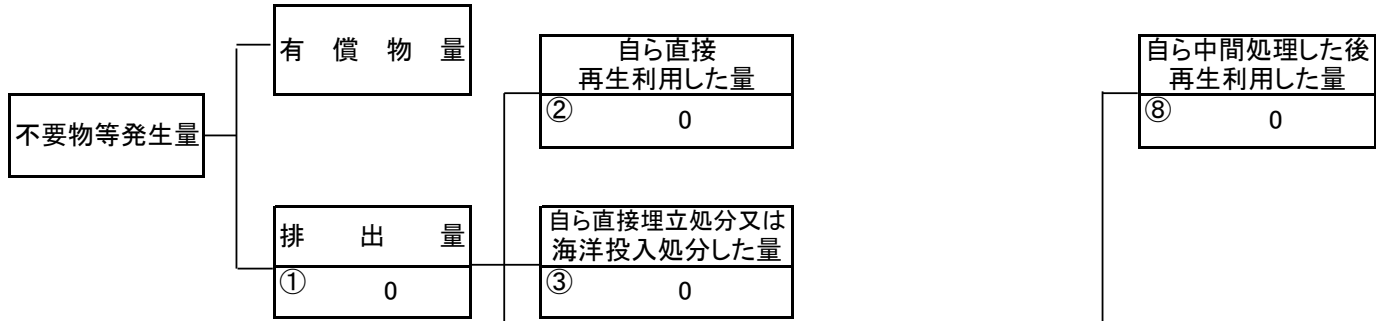 有償物量
自ら直接
再生利用した量
② 0
自ら中間処理した後
再生利用した量
⑧ 0
不要物等発生量
排出量
① 0
自ら直接埋立処分又は
海洋投入処分した量
③ 0